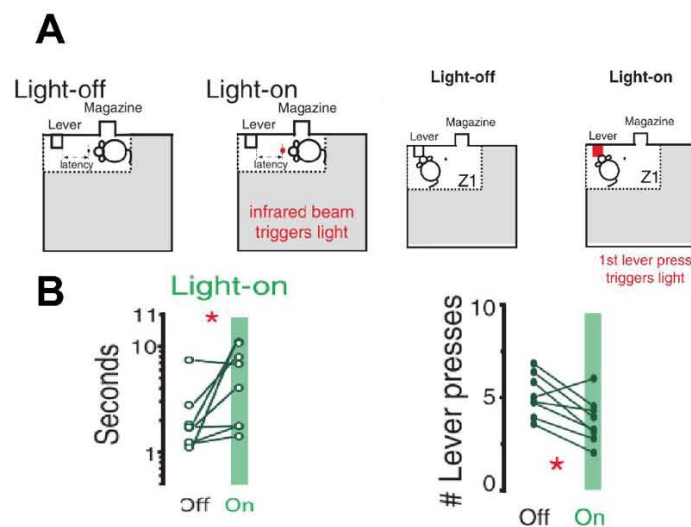 A
Light-off
Light-on
Magazine
Lever
latency
Magazine
Lever
latency
infrared beam
triggers light
Light-off
Light-on
Magazine
Lever
Z1
Magazine
Lever
Z1
1st lever press
triggers light
B
Light-on
11
10
1
Seconds
*
Off
On
10
5
0
# Lever presses
*
Off
On